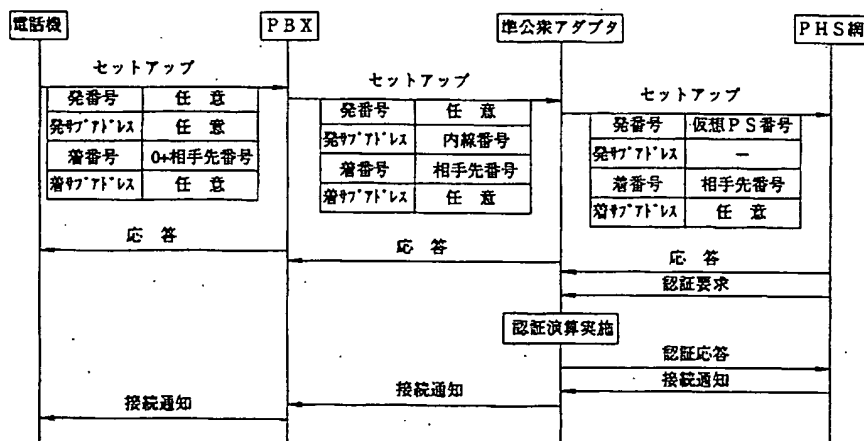 電話機
PBX
準公衆アダプタ
PHS網
セットアップ
発番号 任 意
発サブアドレス 任 意
着番号 0+相手先番号
着サブアドレス 任 意
セットアップ
発番号 任 意
発サブアドレス 内線番号
着番号 相手先番号
着サブアドレス 任 意
セットアップ
発番号 仮想PS番号
発サブアドレス —
着番号 相手先番号
着サブアドレス 任 意
応 答
応 答
応 答
認証要求
認証演算実施
認証応答
接続通知
接続通知
接続通知